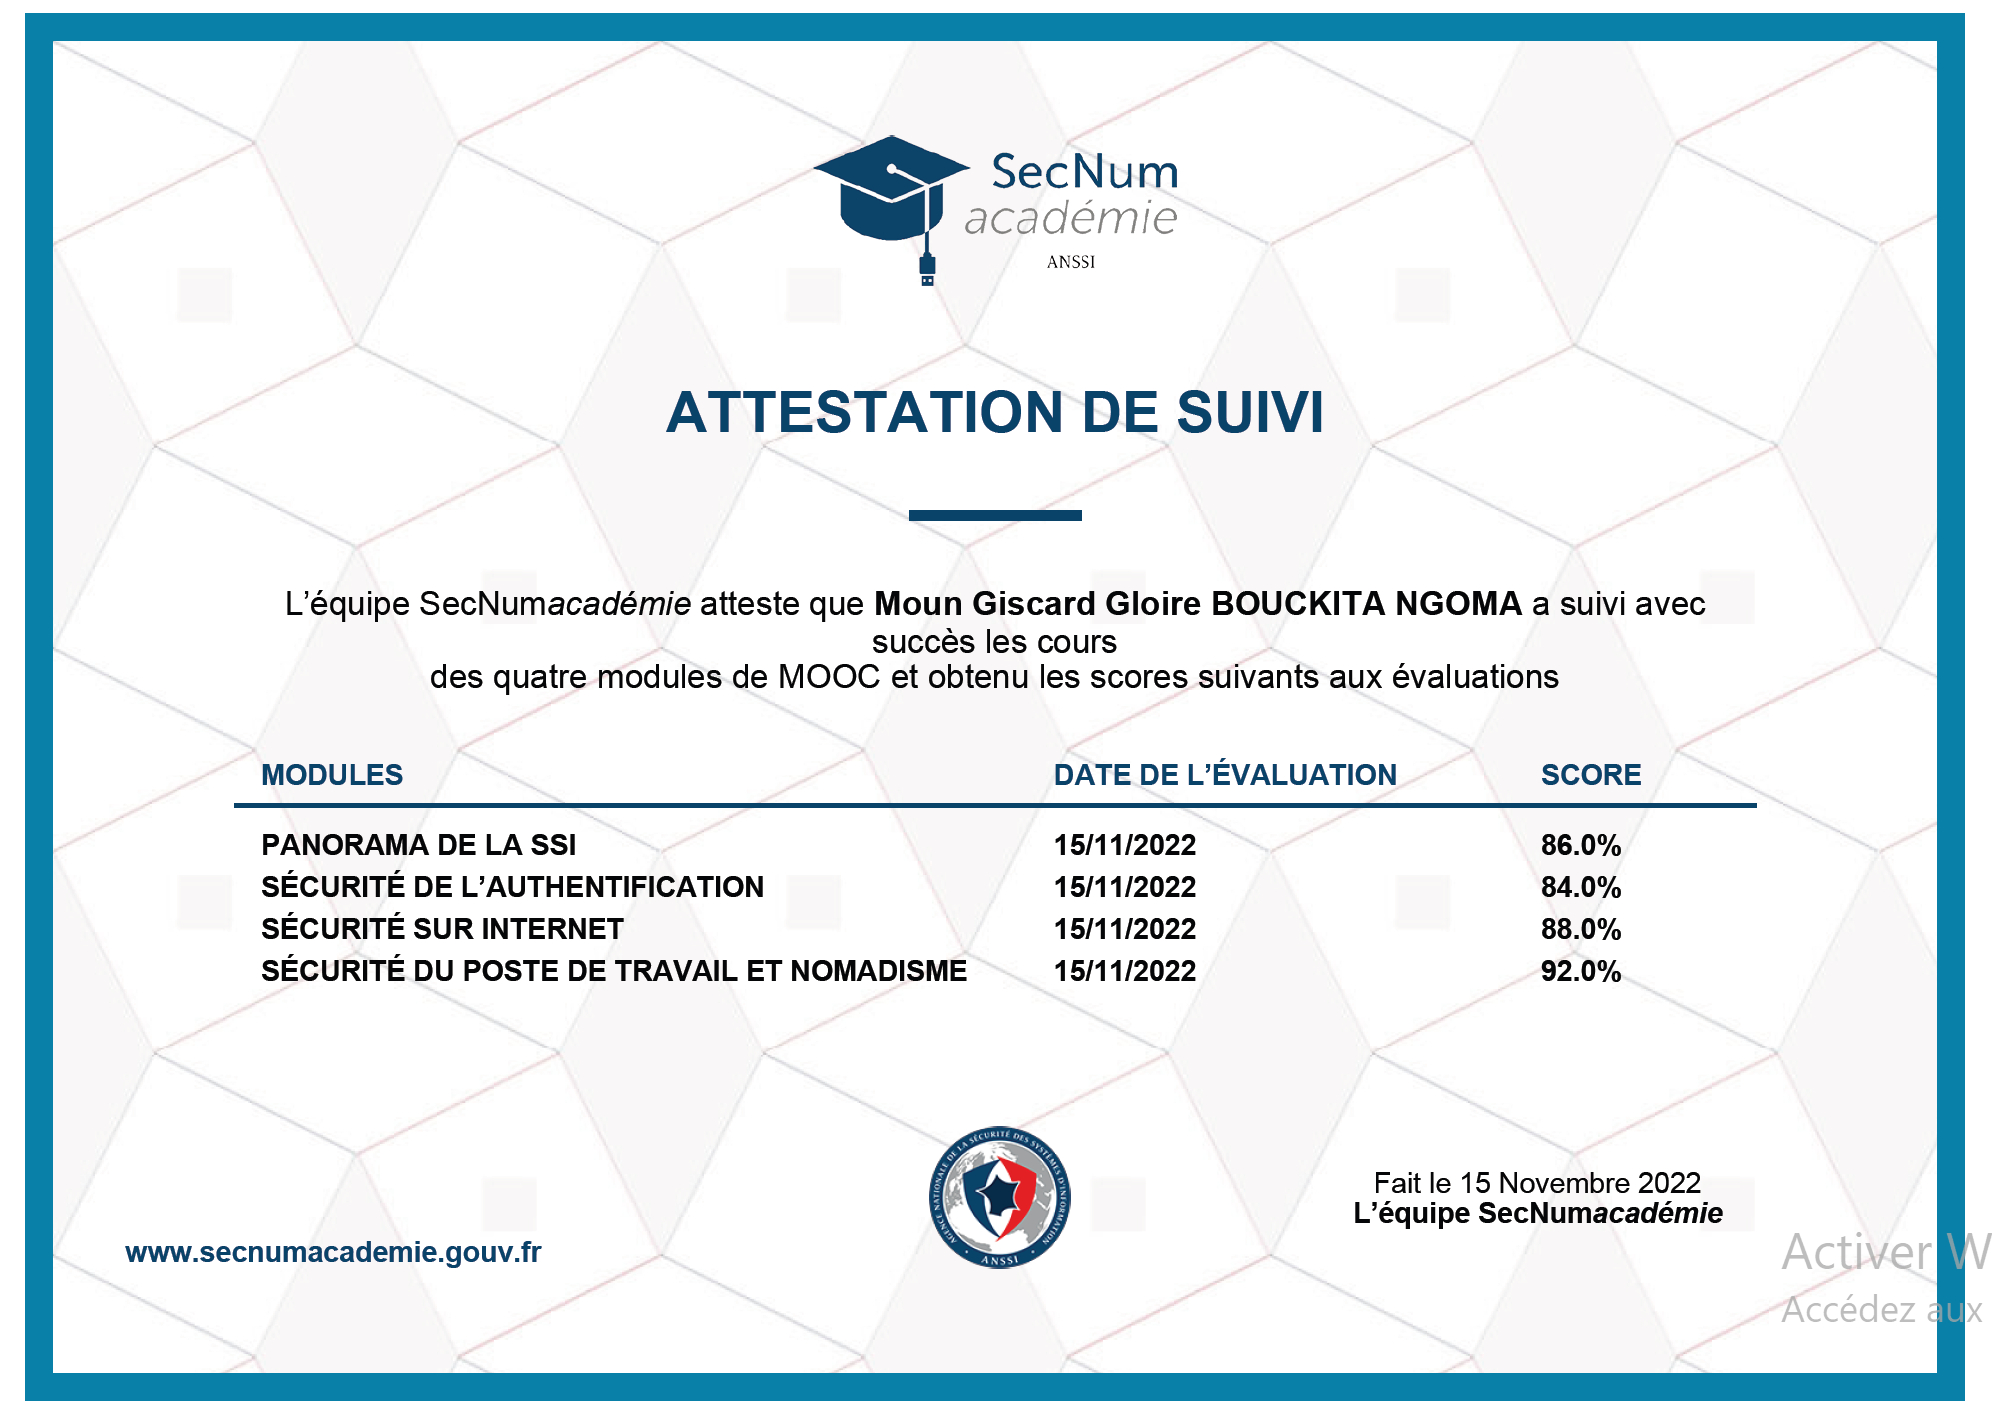 SecNum
académie
ANSSI
ATTESTATION DE SUIVI
L’équipe SecNumacadémie atteste que Moun Giscard Gloire BOUCKITA NGOMA a suivi avec
succès les cours
des quatre modules de MOOC et obtenu les scores suivants aux évaluations
MODULES DATE DE L’ÉVALUATION SCORE
PANORAMA DE LA SSI 15/11/2022 86.0%
SÉCURITÉ DE L’AUTHENTIFICATION 15/11/2022 84.0%
SÉCURITÉ SUR INTERNET 15/11/2022 88.0%
SÉCURITÉ DU POSTE DE TRAVAIL ET NOMADISME 15/11/2022 92.0%
AGENCE NATIONALE DE LA SÉCURITÉ DES SYSTÈMES D'INFORMATION
ANSSI
Fait le 15 Novembre 2022
L’équipe SecNumacadémie
www.secnumacademie.gouv.fr
Activer W
Accédez aux